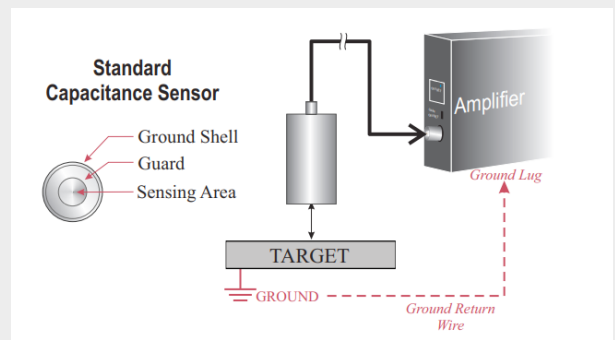 Standard
Capacitance Sensor
Ground Shell
Guard
Sensing Area
Amplifier
Ground Lug
TARGET
GROUND
Ground Return
Wire